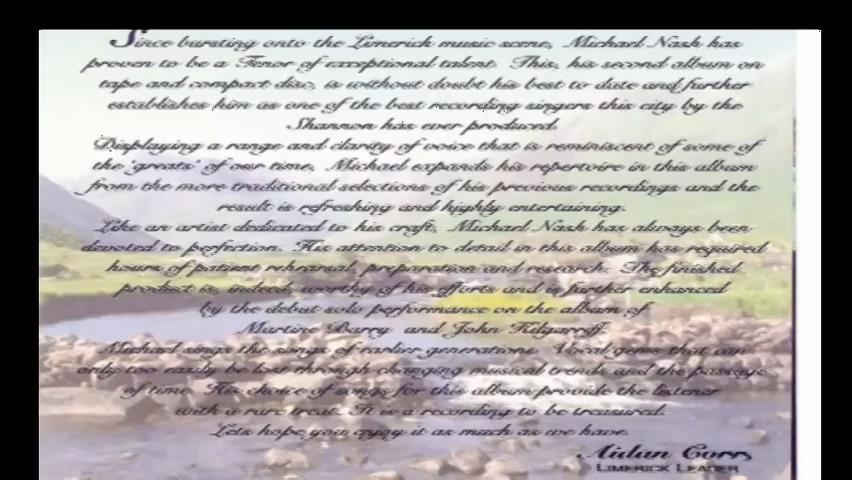 Since bursting onto the Limerick music scene, Michael Nash has
proven to be a Tenor of exceptional talent. This, his second album on
tape and compact disc, is without doubt his best to date and further
establishes him as one of the best recording singers this city by the
Shannon has ever produced.
Displaying a range and clarity of voice that is reminiscent of some of
the 'greats' of our time, Michael expands his repertoire in this album
from the more traditional selections of his previous recordings and the
result is refreshing and highly entertaining.
Like an artist dedicated to his craft, Michael Nash has always been
devoted to perfection. His attention to detail in this album has required
hours of patient rehearsal, preparation and research. The finished
product is, indeed, worthy of his efforts and is further enhanced
by the debut solo performance on the album of
Martine Barry and John Kilgarriff.
Michael sings the songs of earlier generations. Vocal gems that can
only too easily be lost through changing musical trends and the passage
of time. His choice of songs for this album provide the listener
with a rare treat. It is a recording to be treasured.
Lets hope you enjoy it as much as we have.
Aidan Corr,
LIMERICK LEADER